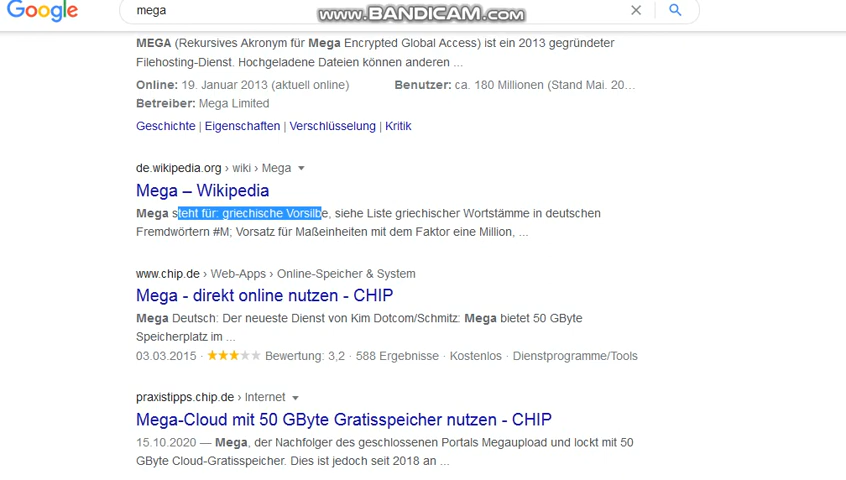 Google
mega
www.BANDICAM.com
MEGA (Rekursives Akronym für Mega Encrypted Global Access) ist ein 2013 gegründeter
Filehosting-Dienst. Hochgeladene Dateien können anderen ...
Online: 19. Januar 2013 (aktuell online) Benutzer: ca. 180 Millionen (Stand Mai. 20...
Betreiber: Mega Limited
Geschichte | Eigenschaften | Verschlüsselung | Kritik
de.wikipedia.org › wiki › Mega
Mega – Wikipedia
Mega steht für: griechische Vorsilbe, siehe Liste griechischer Wortstämme in deutschen
Fremdwörtern #M; Vorsatz für Maßeinheiten mit dem Faktor eine Million, ...
www.chip.de › Web-Apps › Online-Speicher & System
Mega - direkt online nutzen - CHIP
Mega Deutsch: Der neueste Dienst von Kim Dotcom/Schmitz: Mega bietet 50 GByte
Speicherplatz im ...
03.03.2015 · ★★★★★ Bewertung: 3,2 · 588 Ergebnisse · Kostenlos · Dienstprogramme/Tools
praxistipps.chip.de › Internet
Mega-Cloud mit 50 GByte Gratisspeicher nutzen - CHIP
15.10.2020 — Mega, der Nachfolger des geschlossenen Portals Megaupload und lockt mit 50
GByte Cloud-Gratisspeicher. Dies ist jedoch seit 2018 an ...